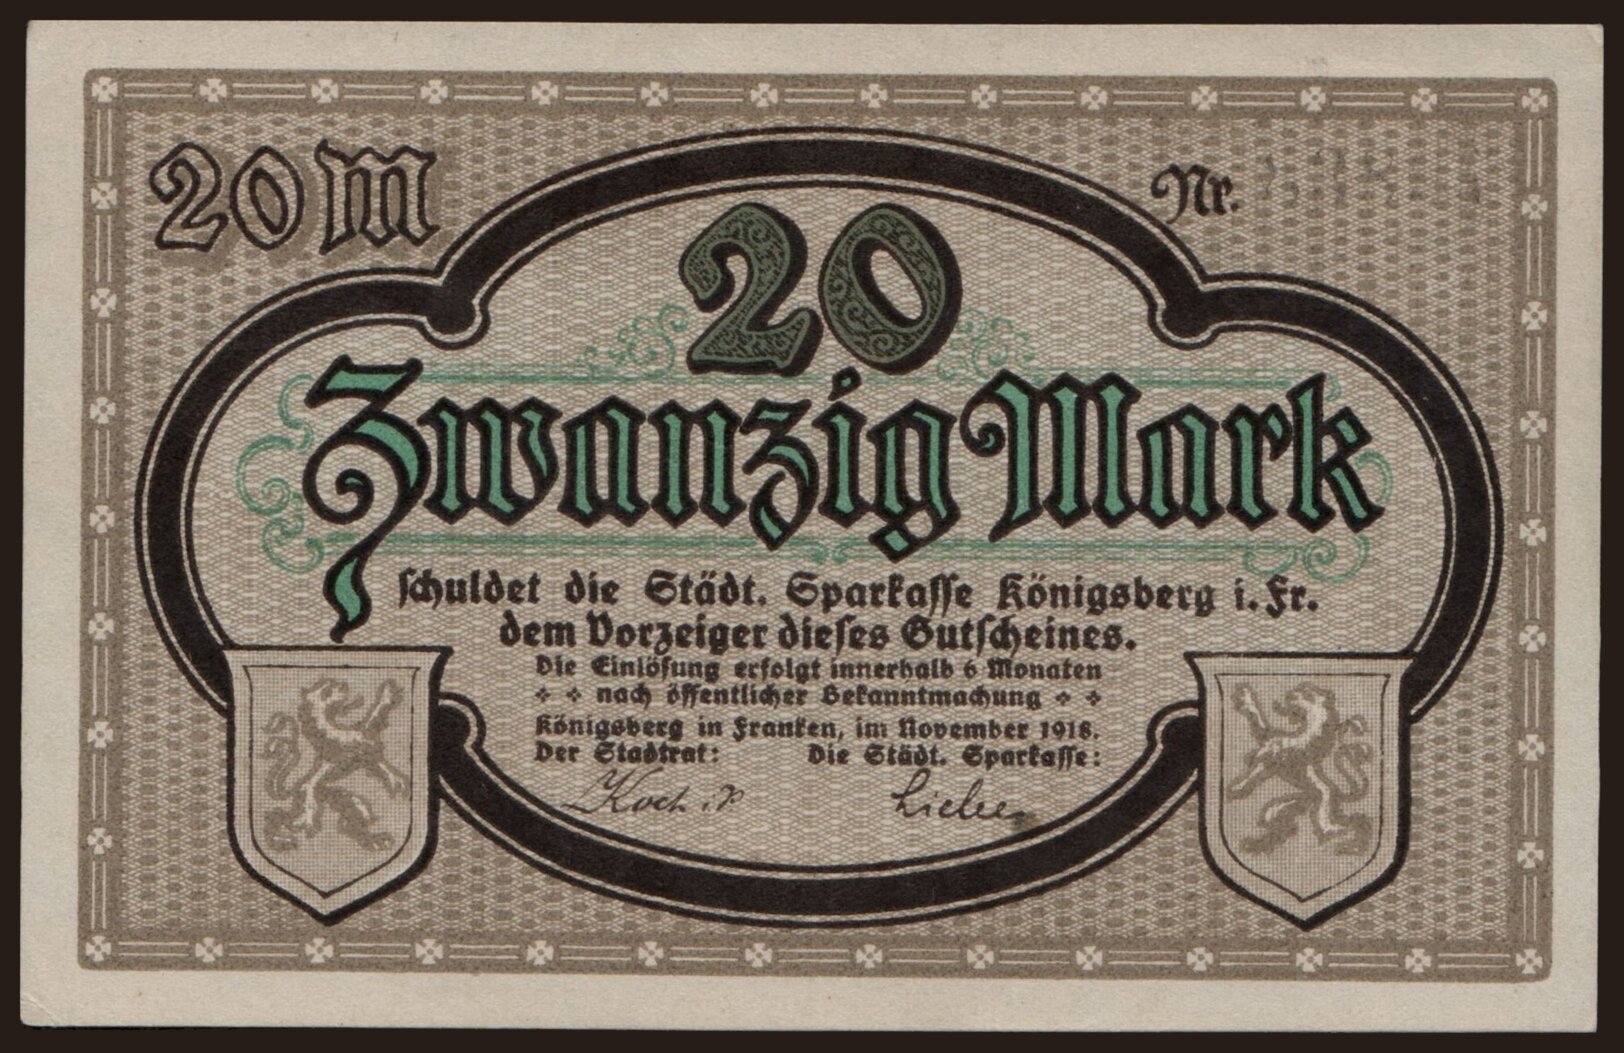 20 M
Nr.
20
Zwanzig Mark
schuldet die Städt. Sparkasse Königsberg i. Fr.
dem Vorzeiger dieses Gutscheines.
Die Einlösung erfolgt innerhalb 6 Monaten
nach öffentlicher Bekanntmachung
Königsberg in Franken, im November 1918.
Der Stadtrat: Die Städt. Sparkasse:
Koch